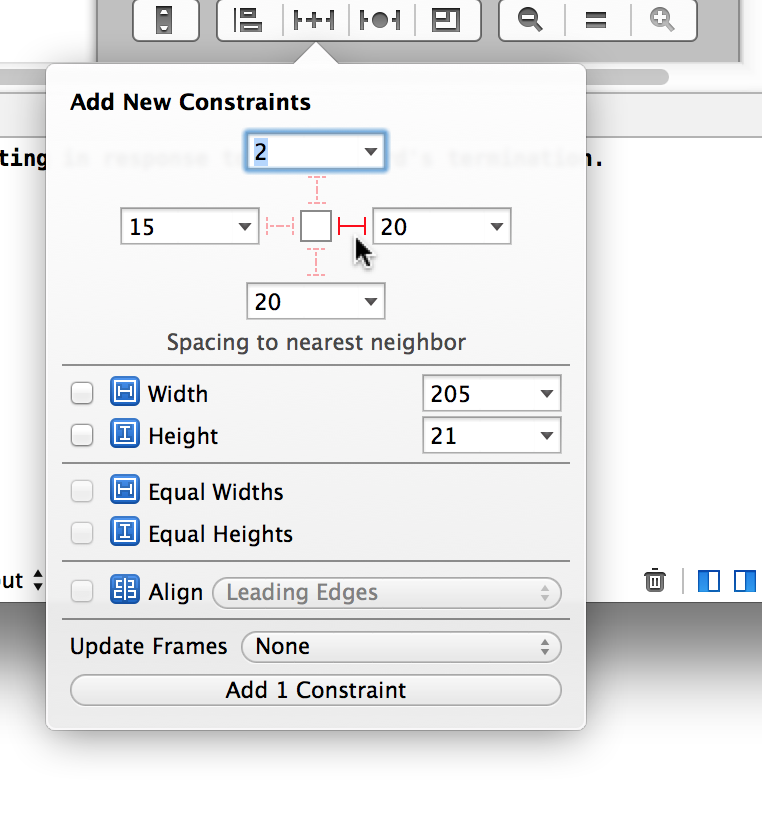 Add New Constraints
2
ting in response to d's termination.
15
20
20
Spacing to nearest neighbor
Width
205
Height
21
Equal Widths
Equal Heights
ut
Align
Leading Edges
Update Frames
None
Add 1 Constraint